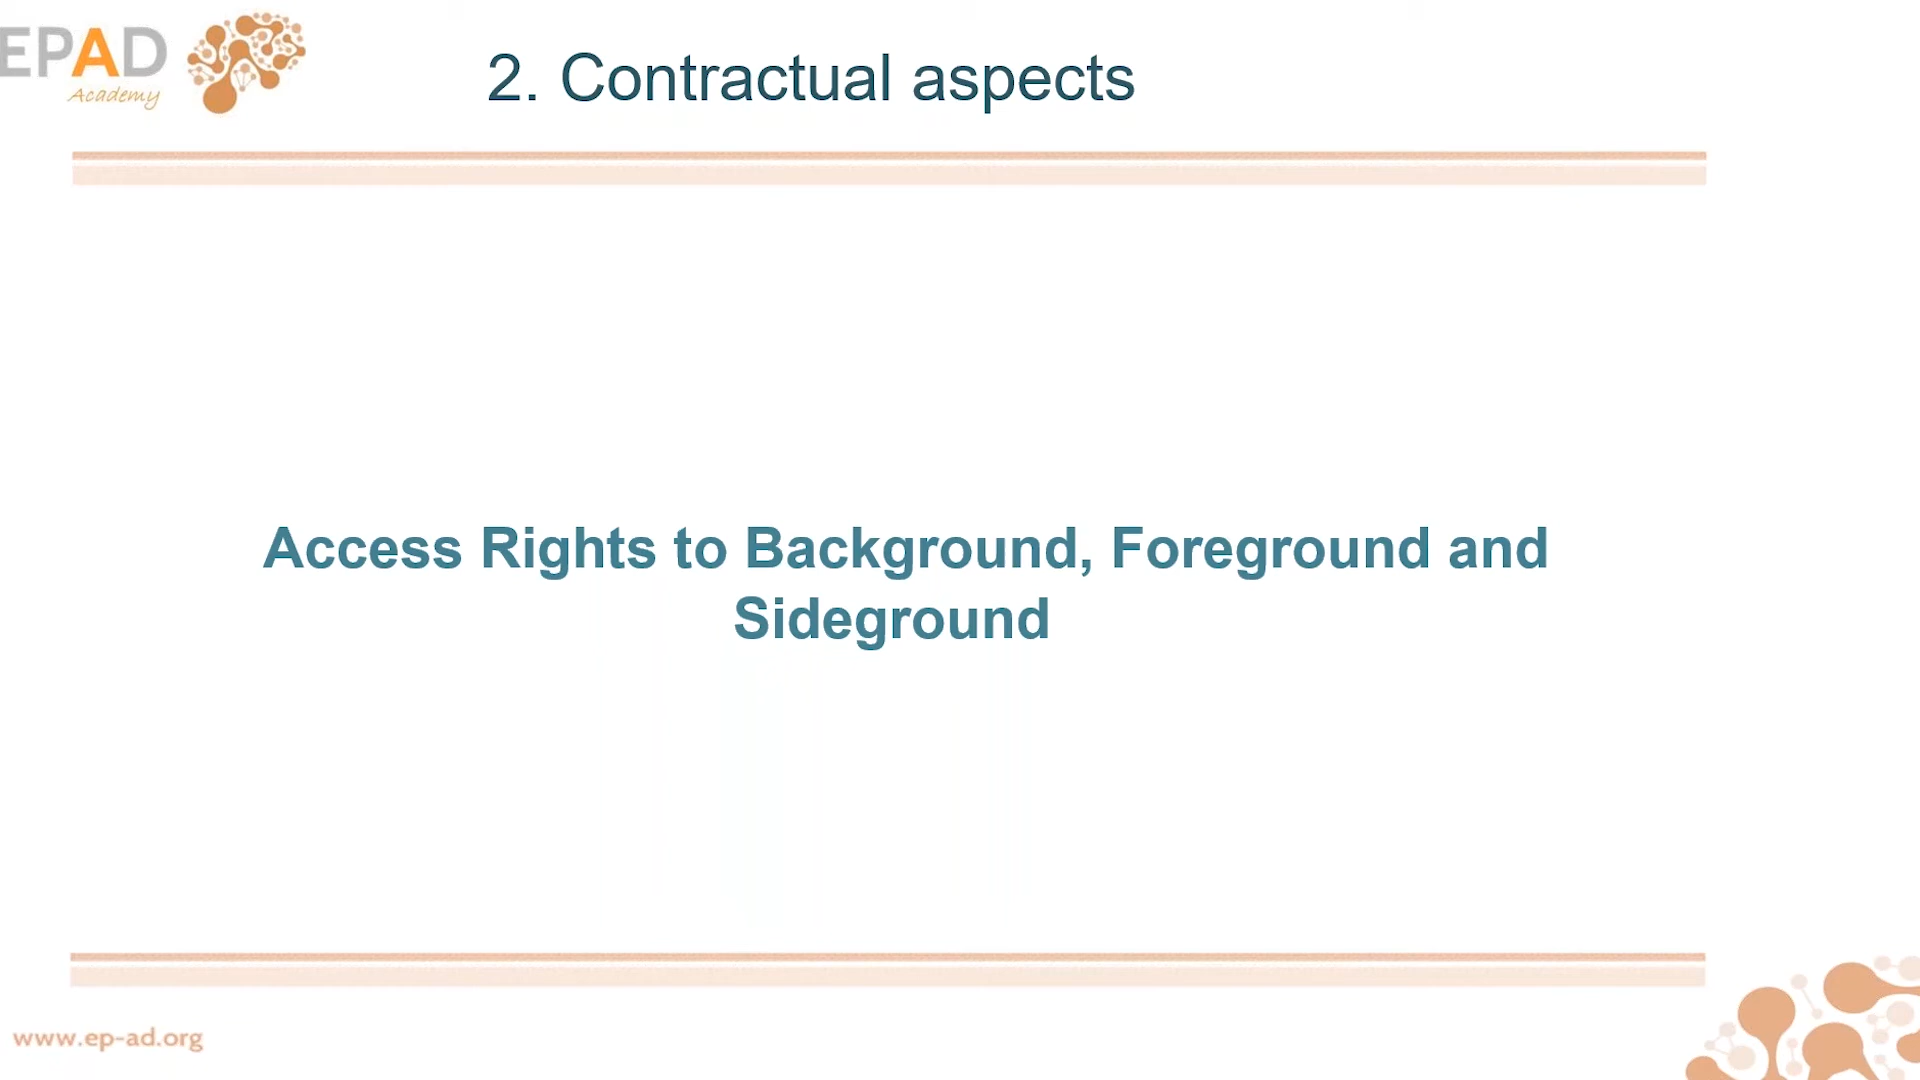 EPAD
Academy
2. Contractual aspects
Access Rights to Background, Foreground and
Sideground
www.ep-ad.org